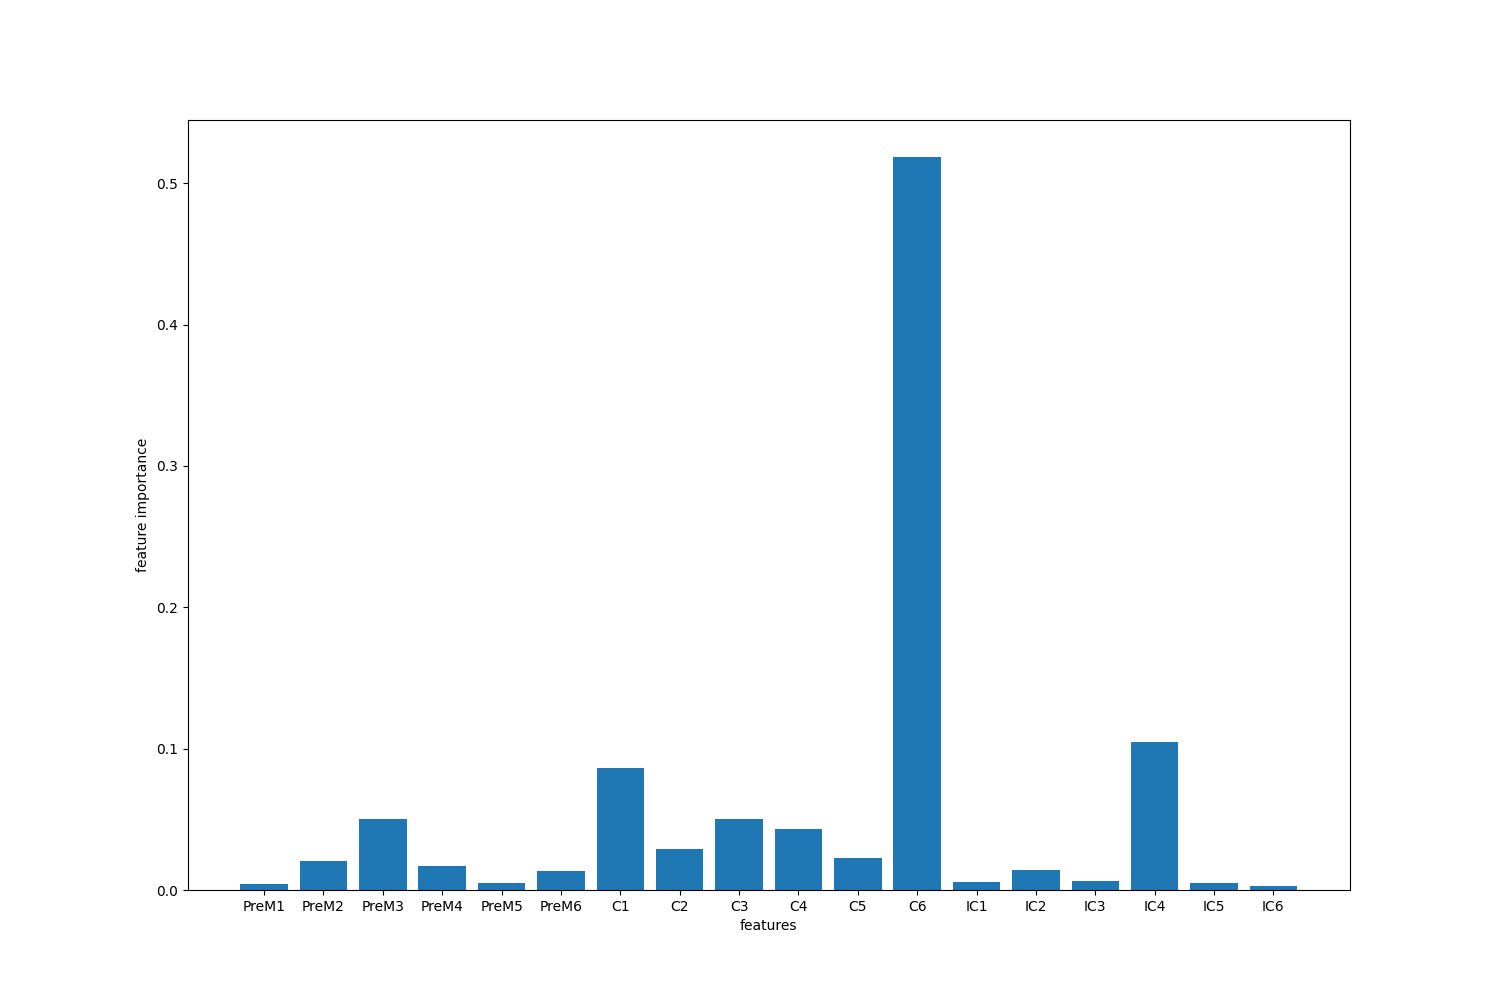 0.5
0.4
0.3
0.2
0.1
0.0
feature importance
PreM1 PreM2 PreM3 PreM4 PreM5 PreM6 C1 C2 C3 C4 C5 C6 IC1 IC2 IC3 IC4 IC5 IC6
features